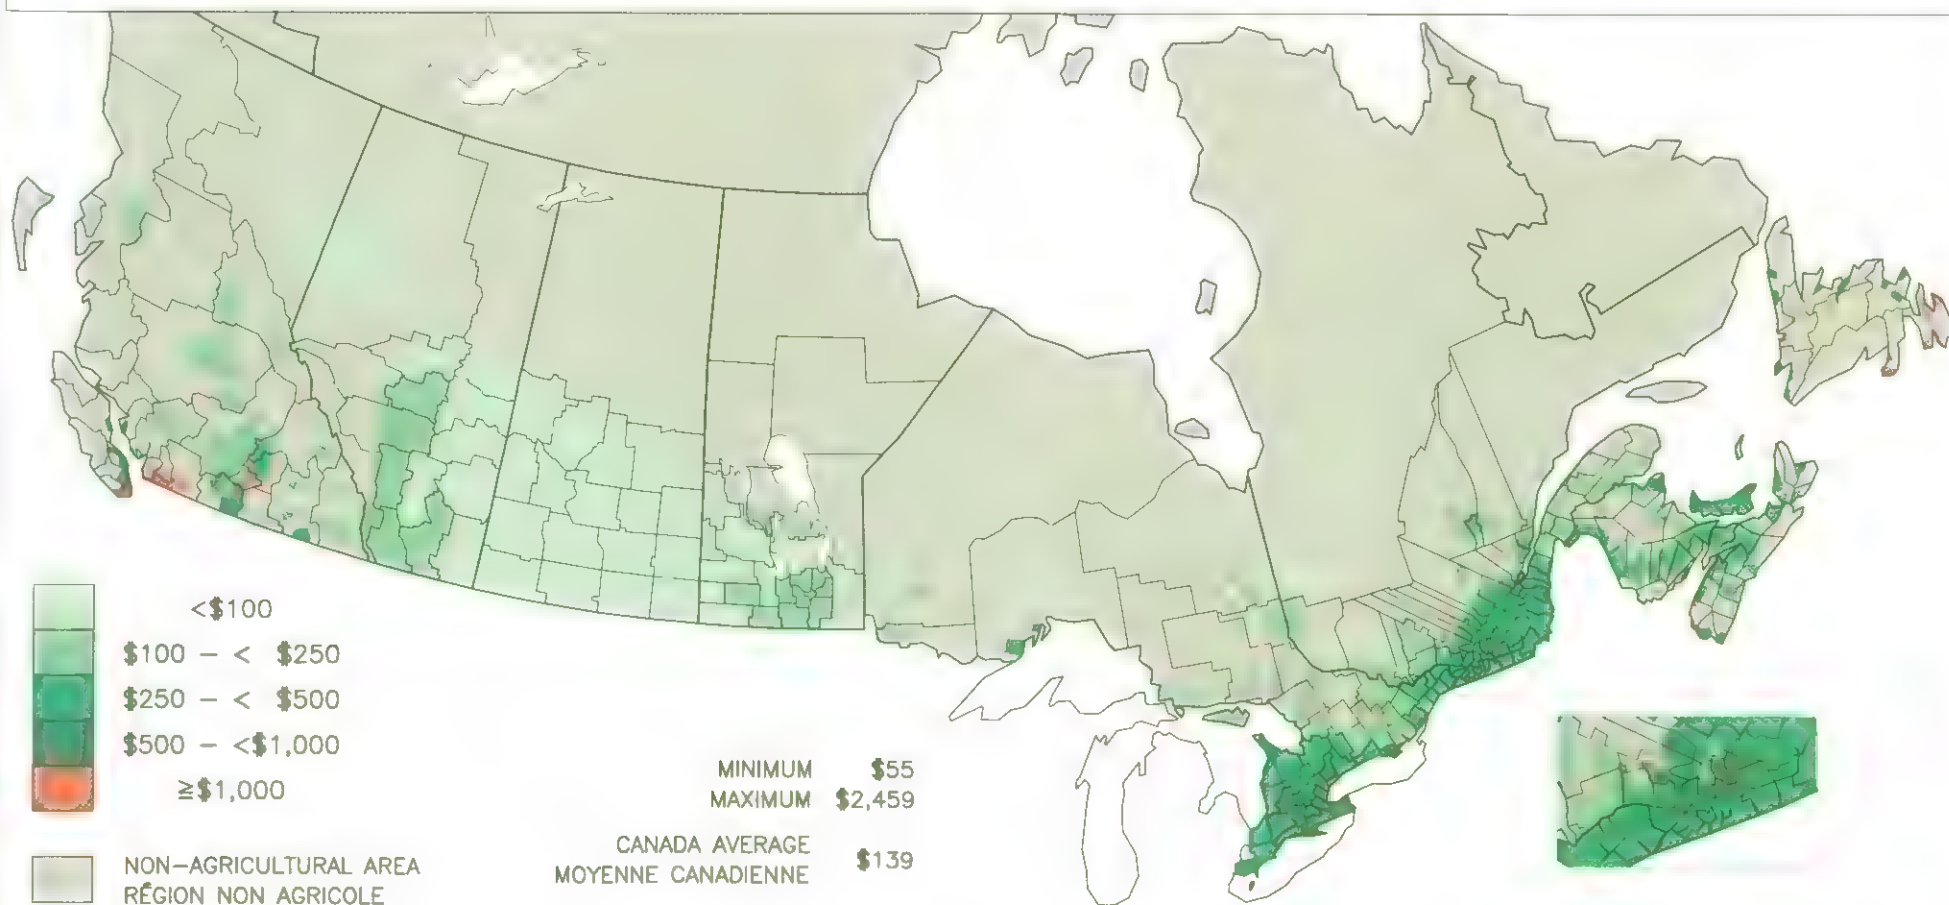 <$100
$100 – < $250
$250 – < $500
$500 – <$1,000
≥$1,000
NON–AGRICULTURAL AREA
RÉGION NON AGRICOLE
MINIMUM $55
MAXIMUM $2,459
CANADA AVERAGE
MOYENNE CANADIENNE
$139